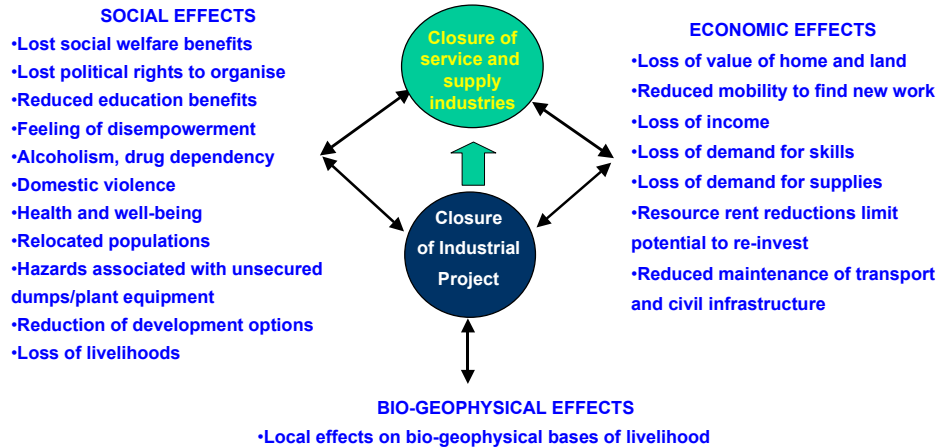 SOCIAL EFFECTS
•Lost social welfare benefits
•Lost political rights to organise
•Reduced education benefits
•Feeling of disempowerment
•Alcoholism, drug dependency
•Domestic violence
•Health and well-being
•Relocated populations
•Hazards associated with unsecured
dumps/plant equipment
•Reduction of development options
•Loss of livelihoods
Closure of
service and
supply
industries
Closure
of Industrial
Project
ECONOMIC EFFECTS
•Loss of value of home and land
•Reduced mobility to find new work
•Loss of income
•Loss of demand for skills
•Loss of demand for supplies
•Resource rent reductions limit
potential to re-invest
•Reduced maintenance of transport
and civil infrastructure
BIO-GEOPHYSICAL EFFECTS
•Local effects on bio-geophysical bases of livelihood